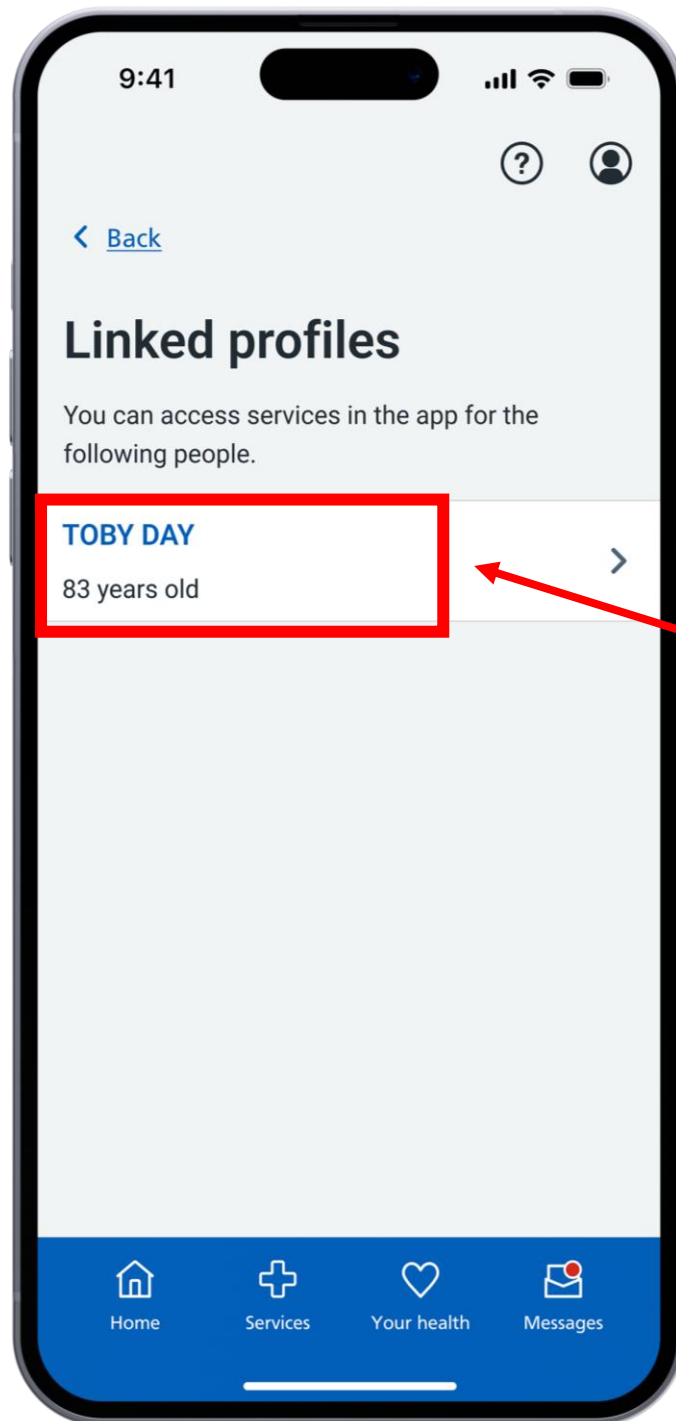 9:41
Back
Linked profiles
You can access services in the app for the
following people.
TOBY DAY
83 years old
Home Services Your health Messages